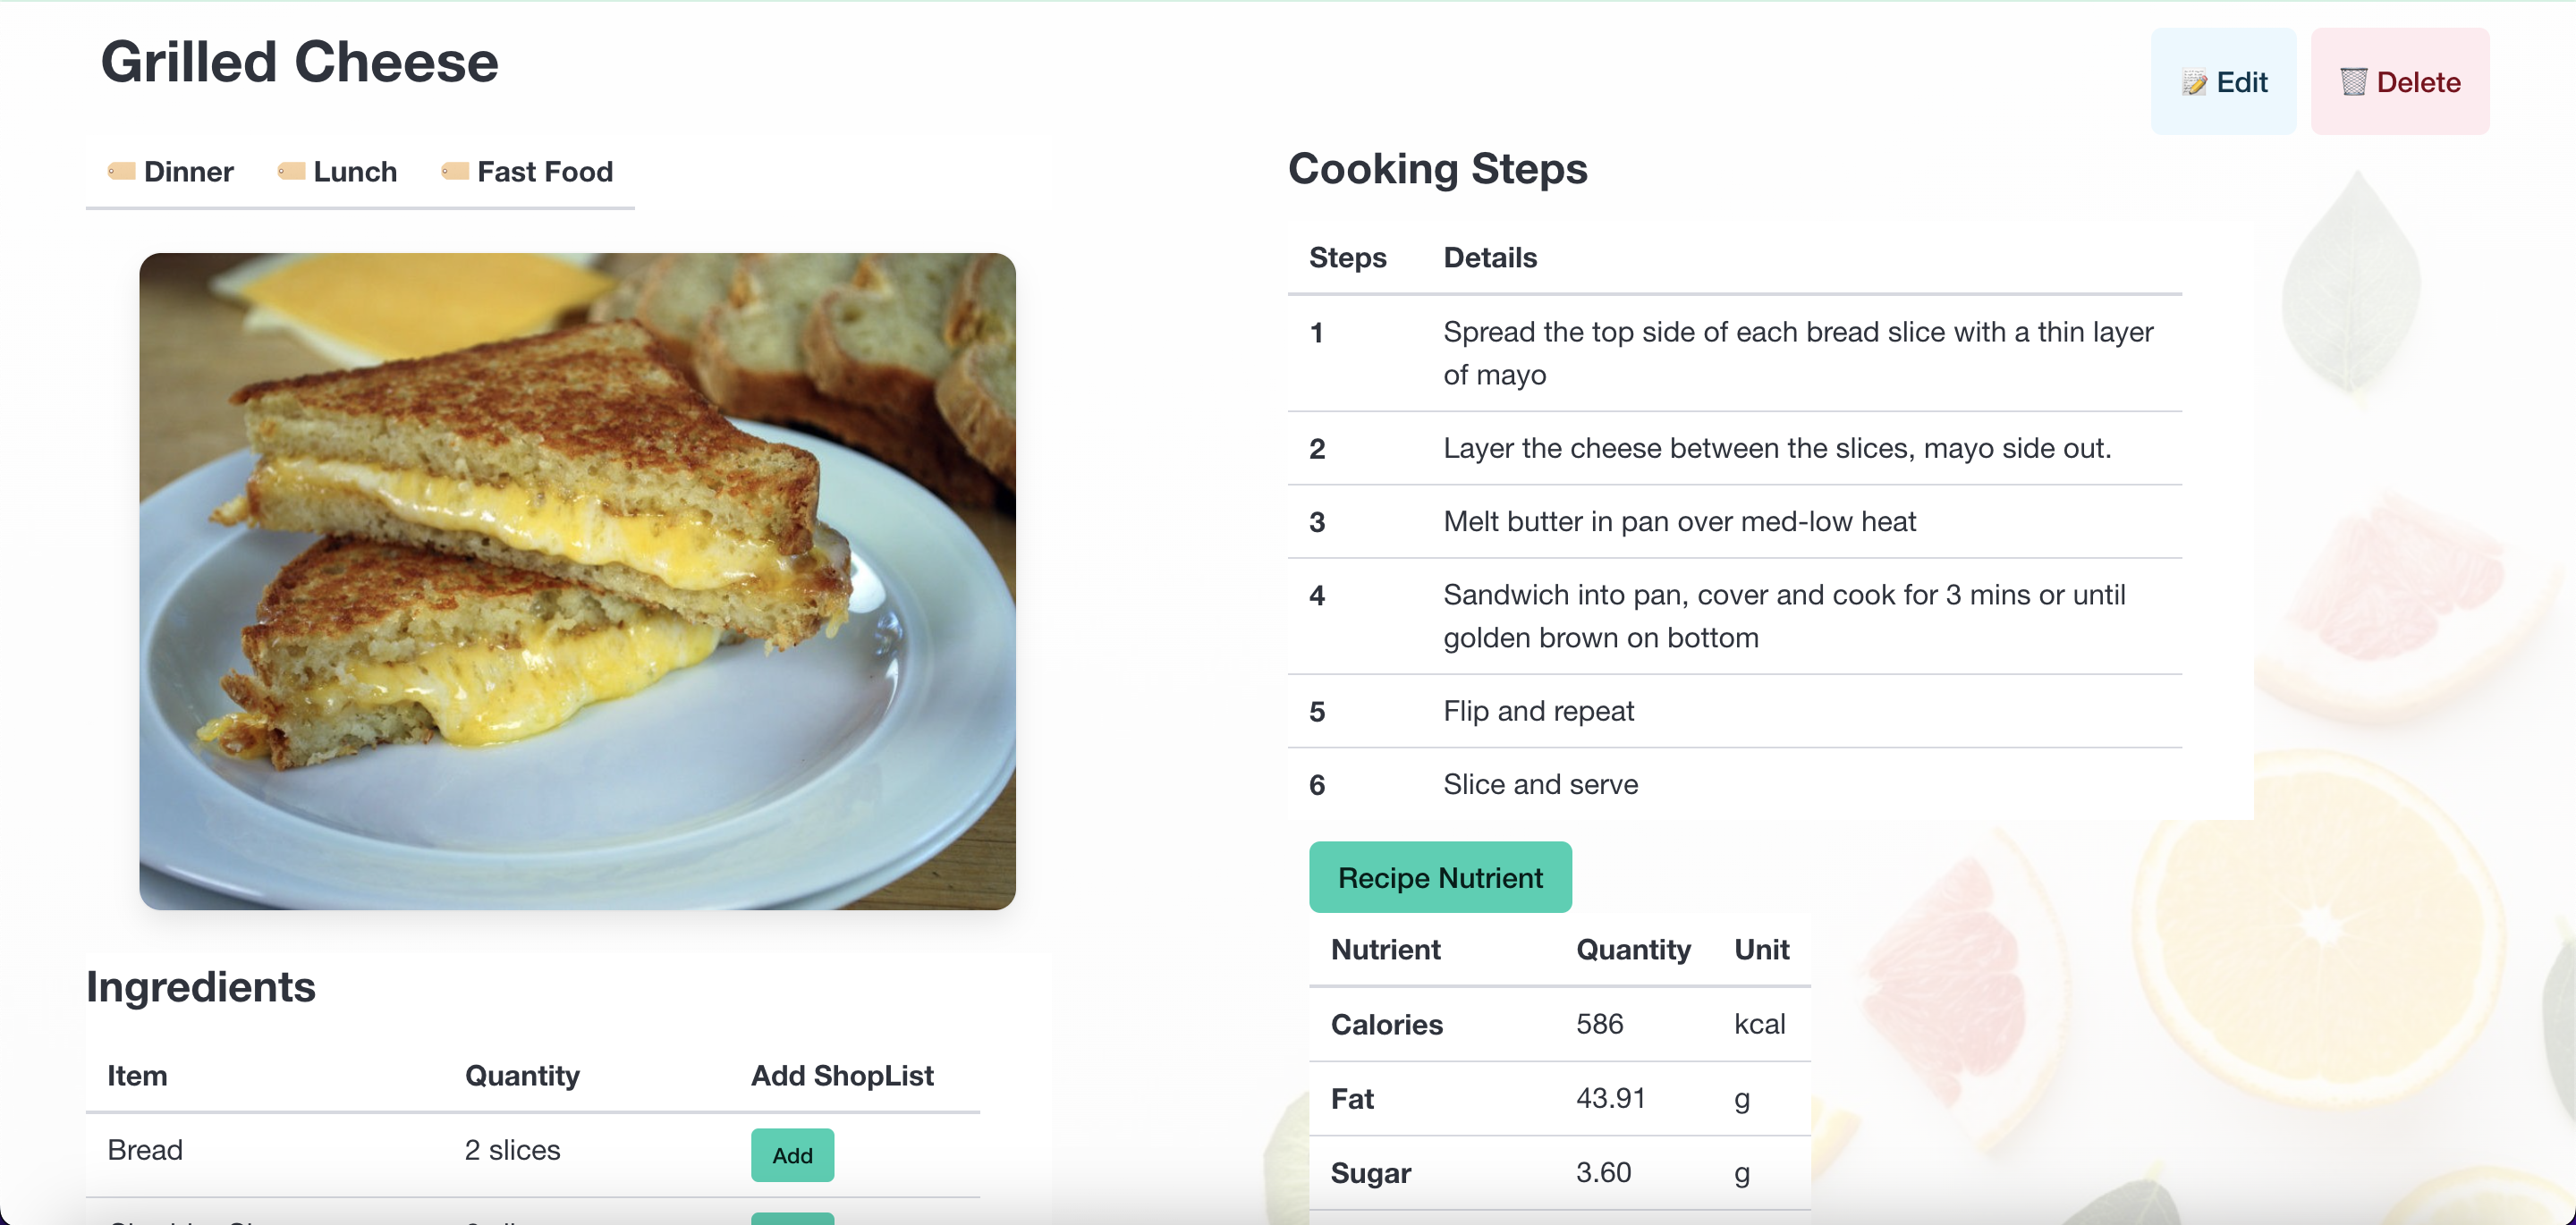 Grilled Cheese
Edit
Delete
Dinner Lunch Fast Food
Cooking Steps
Steps Details
1 Spread the top side of each bread slice with a thin layer
of mayo
2 Layer the cheese between the slices, mayo side out.
3 Melt butter in pan over med-low heat
4 Sandwich into pan, cover and cook for 3 mins or until
golden brown on bottom
5 Flip and repeat
6 Slice and serve
Recipe Nutrient
Nutrient Quantity Unit
Calories 586 kcal
Fat 43.91 g
Sugar 3.60 g
Ingredients
Item Quantity Add ShopList
Bread 2 slices Add